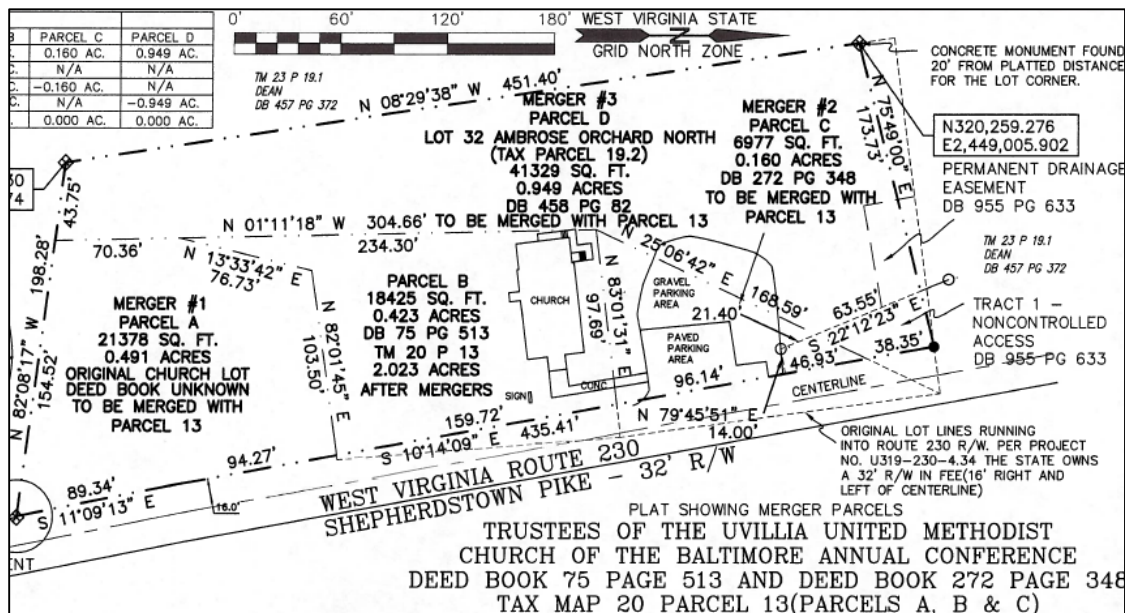 B PARCEL C PARCEL D
C. 0.160 AC. 0.949 AC.
C. N/A N/A
C. -0.160 AC. N/A
C. N/A -0.949 AC.
. 0.000 AC. 0.000 AC.
0' 60' 120' 180'
WEST VIRGINIA STATE
GRID NORTH ZONE
TM 23 P 19.1
DEAN
DB 457 PG 372
N 08°29'38" W 451.40'
MERGER #3
PARCEL D
LOT 32 AMBROSE ORCHARD NORTH
(TAX PARCEL 19.2)
41329 SQ. FT.
0.949 ACRES
DB 458 PG 82
TO BE MERGED WITH PARCEL 13
MERGER #2
PARCEL C
6977 SQ. FT.
0.160 ACRES
DB 272 PG 348
TO BE MERGED WITH
PARCEL 13
N 75°49'00" E
173.73'
CONCRETE MONUMENT FOUND
20' FROM PLATTED DISTANCE
FOR THE LOT CORNER.
N320,259.276
E2,449,005.902
PERMANENT DRAINAGE
EASEMENT
DB 955 PG 633
TM 23 P 19.1
DEAN
DB 457 PG 372
TRACT 1 -
NONCONTROLLED
ACCESS
DB 955 PG 633
30
74
43.75'
198.28'
N 82°08'17" W
154.52'
N 01°11'18" W 304.66'
70.36'
234.30'
N 13°33'42" E
76.73'
N 82°01'45" E
103.50'
MERGER #1
PARCEL A
21378 SQ. FT.
0.491 ACRES
ORIGINAL CHURCH LOT
DEED BOOK UNKNOWN
TO BE MERGED WITH
PARCEL 13
PARCEL B
18425 SQ. FT.
0.423 ACRES
DB 75 PG 513
TM 20 P 13
2.023 ACRES
AFTER MERGERS
CHURCH
CONC
SIGN
N 83°01'31" E
97.69'
N 25°06'42" E
168.59'
GRAVEL
PARKING
AREA
21.40'
PAVED
PARKING
AREA
63.55'
S 22°12'23" E
46.93'
38.35'
96.14'
CENTERLINE
N 79°45'51" E
14.00'
159.72'
S 10°14'09" E 435.41'
94.27'
89.34'
S 11°09'13" E
16.0'
ENT
WEST VIRGINIA ROUTE 230
SHEPHERDSTOWN PIKE - 32' R/W
ORIGINAL LOT LINES RUNNING
INTO ROUTE 230 R/W. PER PROJECT
NO. U319-230-4.34 THE STATE OWNS
A 32' R/W IN FEE(16' RIGHT AND
LEFT OF CENTERLINE)
PLAT SHOWING MERGER PARCELS
TRUSTEES OF THE UVILLIA UNITED METHODIST
CHURCH OF THE BALTIMORE ANNUAL CONFERENCE
DEED BOOK 75 PAGE 513 AND DEED BOOK 272 PAGE 348
TAX MAP 20 PARCEL 13(PARCELS A, B & C)